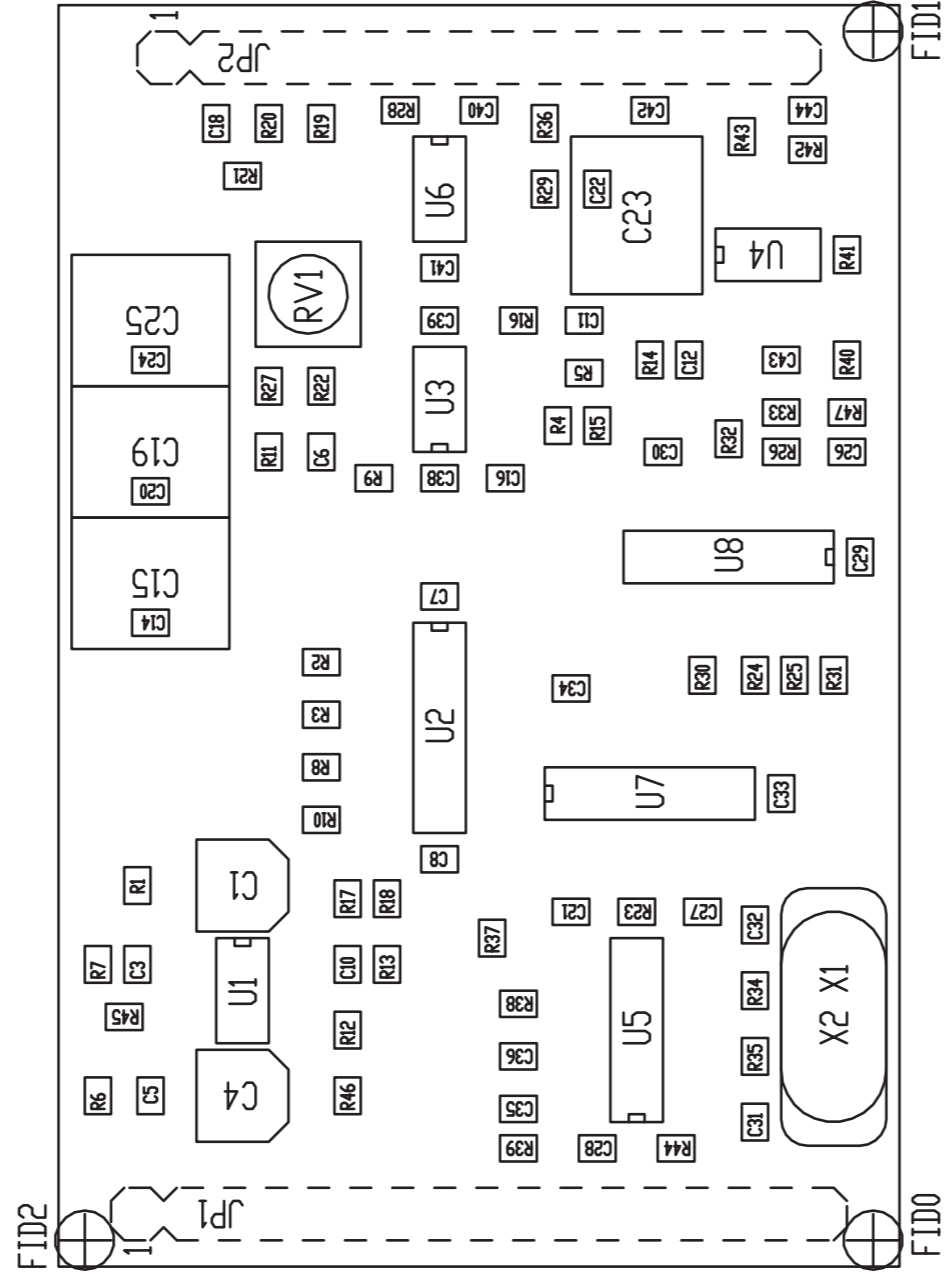 1
FID1
JP2
C18
R20
R19
R28
C40
R36
C42
R43
C44
R42
R21
U6
R29
C22
C23
U4
R41
C41
RV1
C25
C24
C39
R16
C11
R14
C12
C43
R40
R5
R27
R22
U3
R4
R15
R32
R33
R47
C19
C20
R11
C6
R9
C38
C16
C30
R26
C26
C15
C14
C7
U8
C29
R2
C34
R30
R24
R25
R31
R3
U2
R8
R10
U7
C33
C8
R1
C1
R17
R18
R37
C21
R23
C27
C32
R7
C3
U1
C10
R13
R45
R12
R38
C36
U5
R34
R35
X2 X1
R6
C5
C4
R46
C35
R39
C28
R44
C31
FID2
1
JP1
FID0